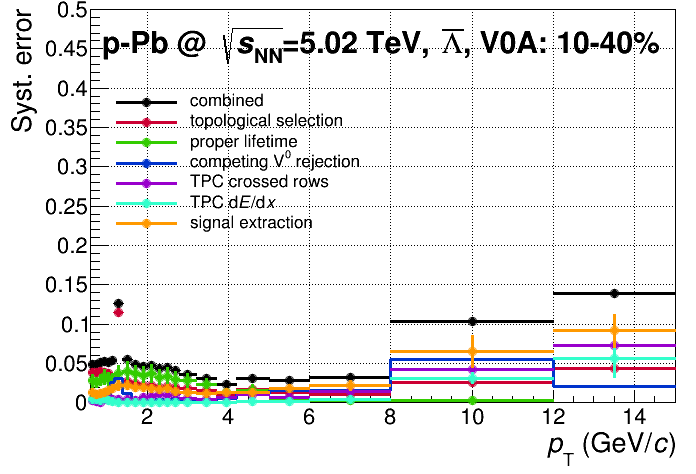 p-Pb @ √sNN=5.02 TeV, Λ̅, V0A: 10-40%
Syst. error
0.5
0.45
0.4
0.35
0.3
0.25
0.2
0.15
0.1
0.05
0
combined
topological selection
proper lifetime
competing V⁰ rejection
TPC crossed rows
TPC dE/dx
signal extraction
2 4 6 8 10 12 14
pT (GeV/c)